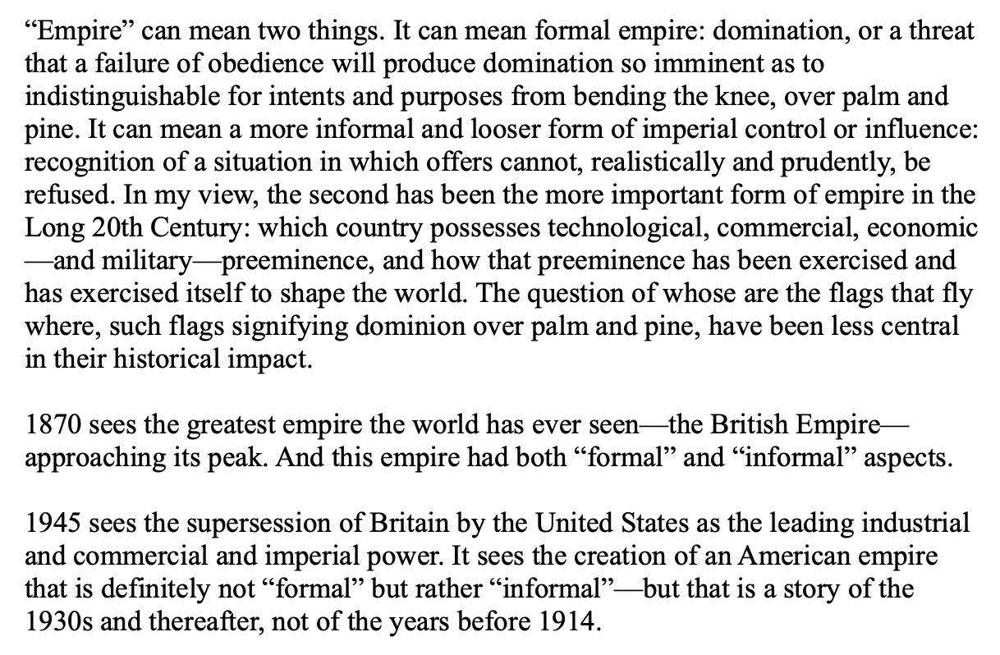 “Empire” can mean two things. It can mean formal empire: domination, or a threat
that a failure of obedience will produce domination so imminent as to
indistinguishable for intents and purposes from bending the knee, over palm and
pine. It can mean a more informal and looser form of imperial control or influence:
recognition of a situation in which offers cannot, realistically and prudently, be
refused. In my view, the second has been the more important form of empire in the
Long 20th Century: which country possesses technological, commercial, economic
—and military—preeminence, and how that preeminence has been exercised and
has exercised itself to shape the world. The question of whose are the flags that fly
where, such flags signifying dominion over palm and pine, have been less central
in their historical impact.
1870 sees the greatest empire the world has ever seen—the British Empire—
approaching its peak. And this empire had both “formal” and “informal” aspects.
1945 sees the supersession of Britain by the United States as the leading industrial
and commercial and imperial power. It sees the creation of an American empire
that is definitely not “formal” but rather “informal”—but that is a story of the
1930s and thereafter, not of the years before 1914.